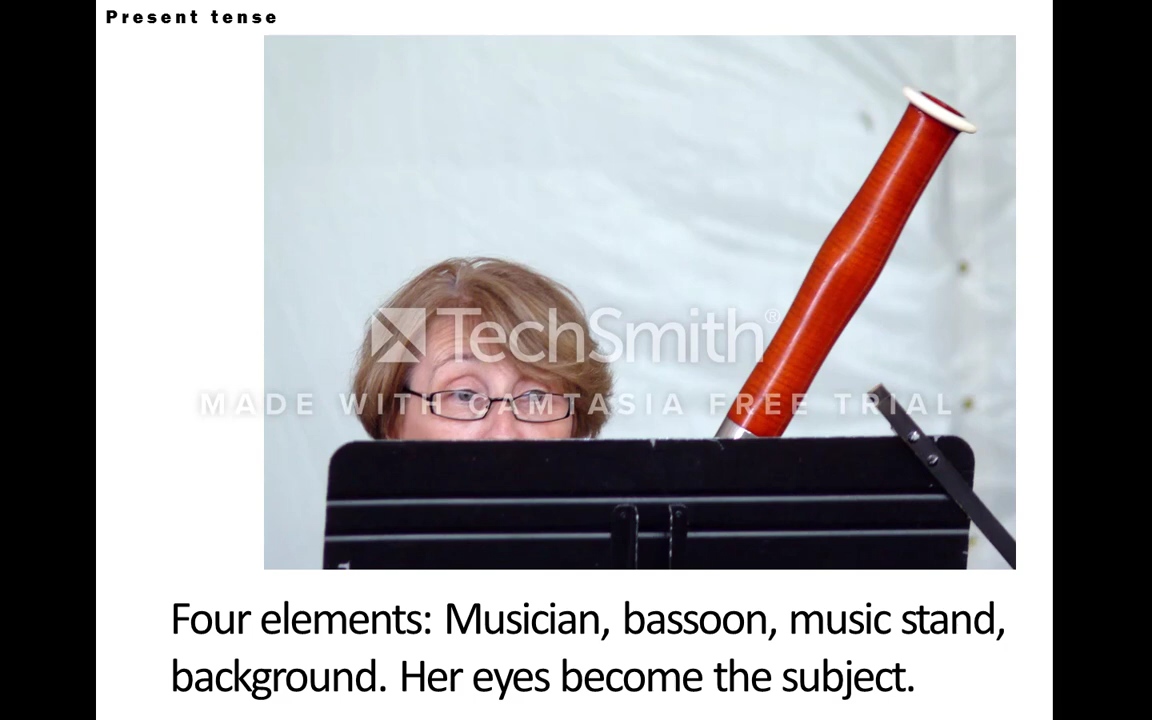 Present tense
TechSmith®
MADE WITH CAMTASIA FREE TRIAL
Four elements: Musician, bassoon, music stand,
background. Her eyes become the subject.